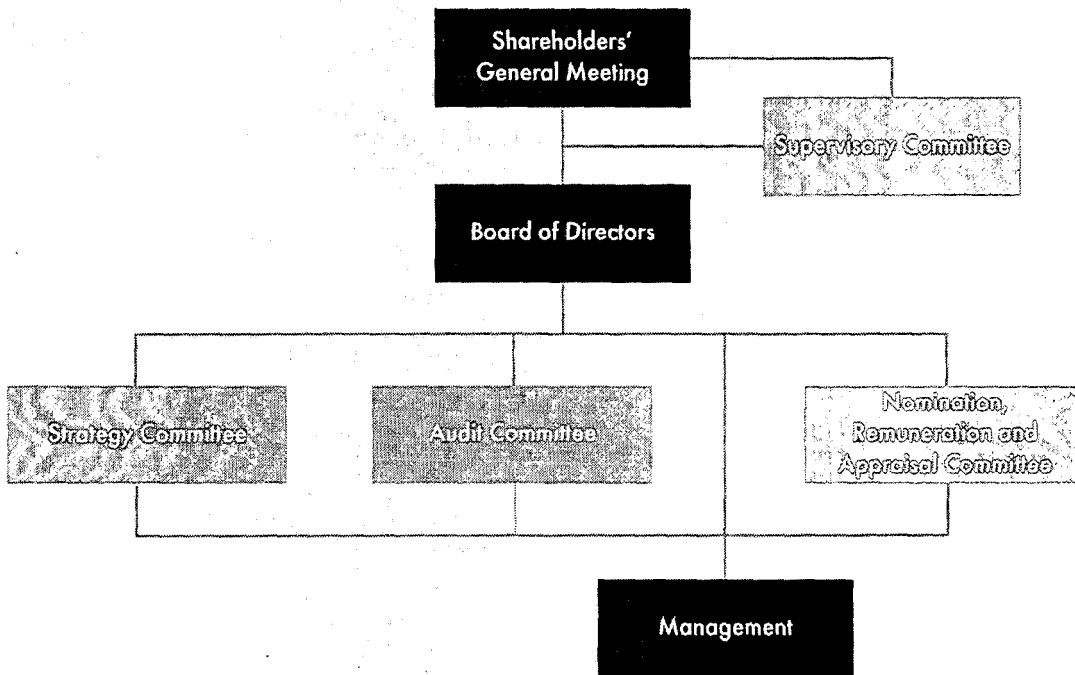 Shareholders'
General Meeting
Supervisory Committee
Board of Directors
Strategy Committee
Audit Committee
Nomination,
Remuneration and
Appraisal Committee
Management